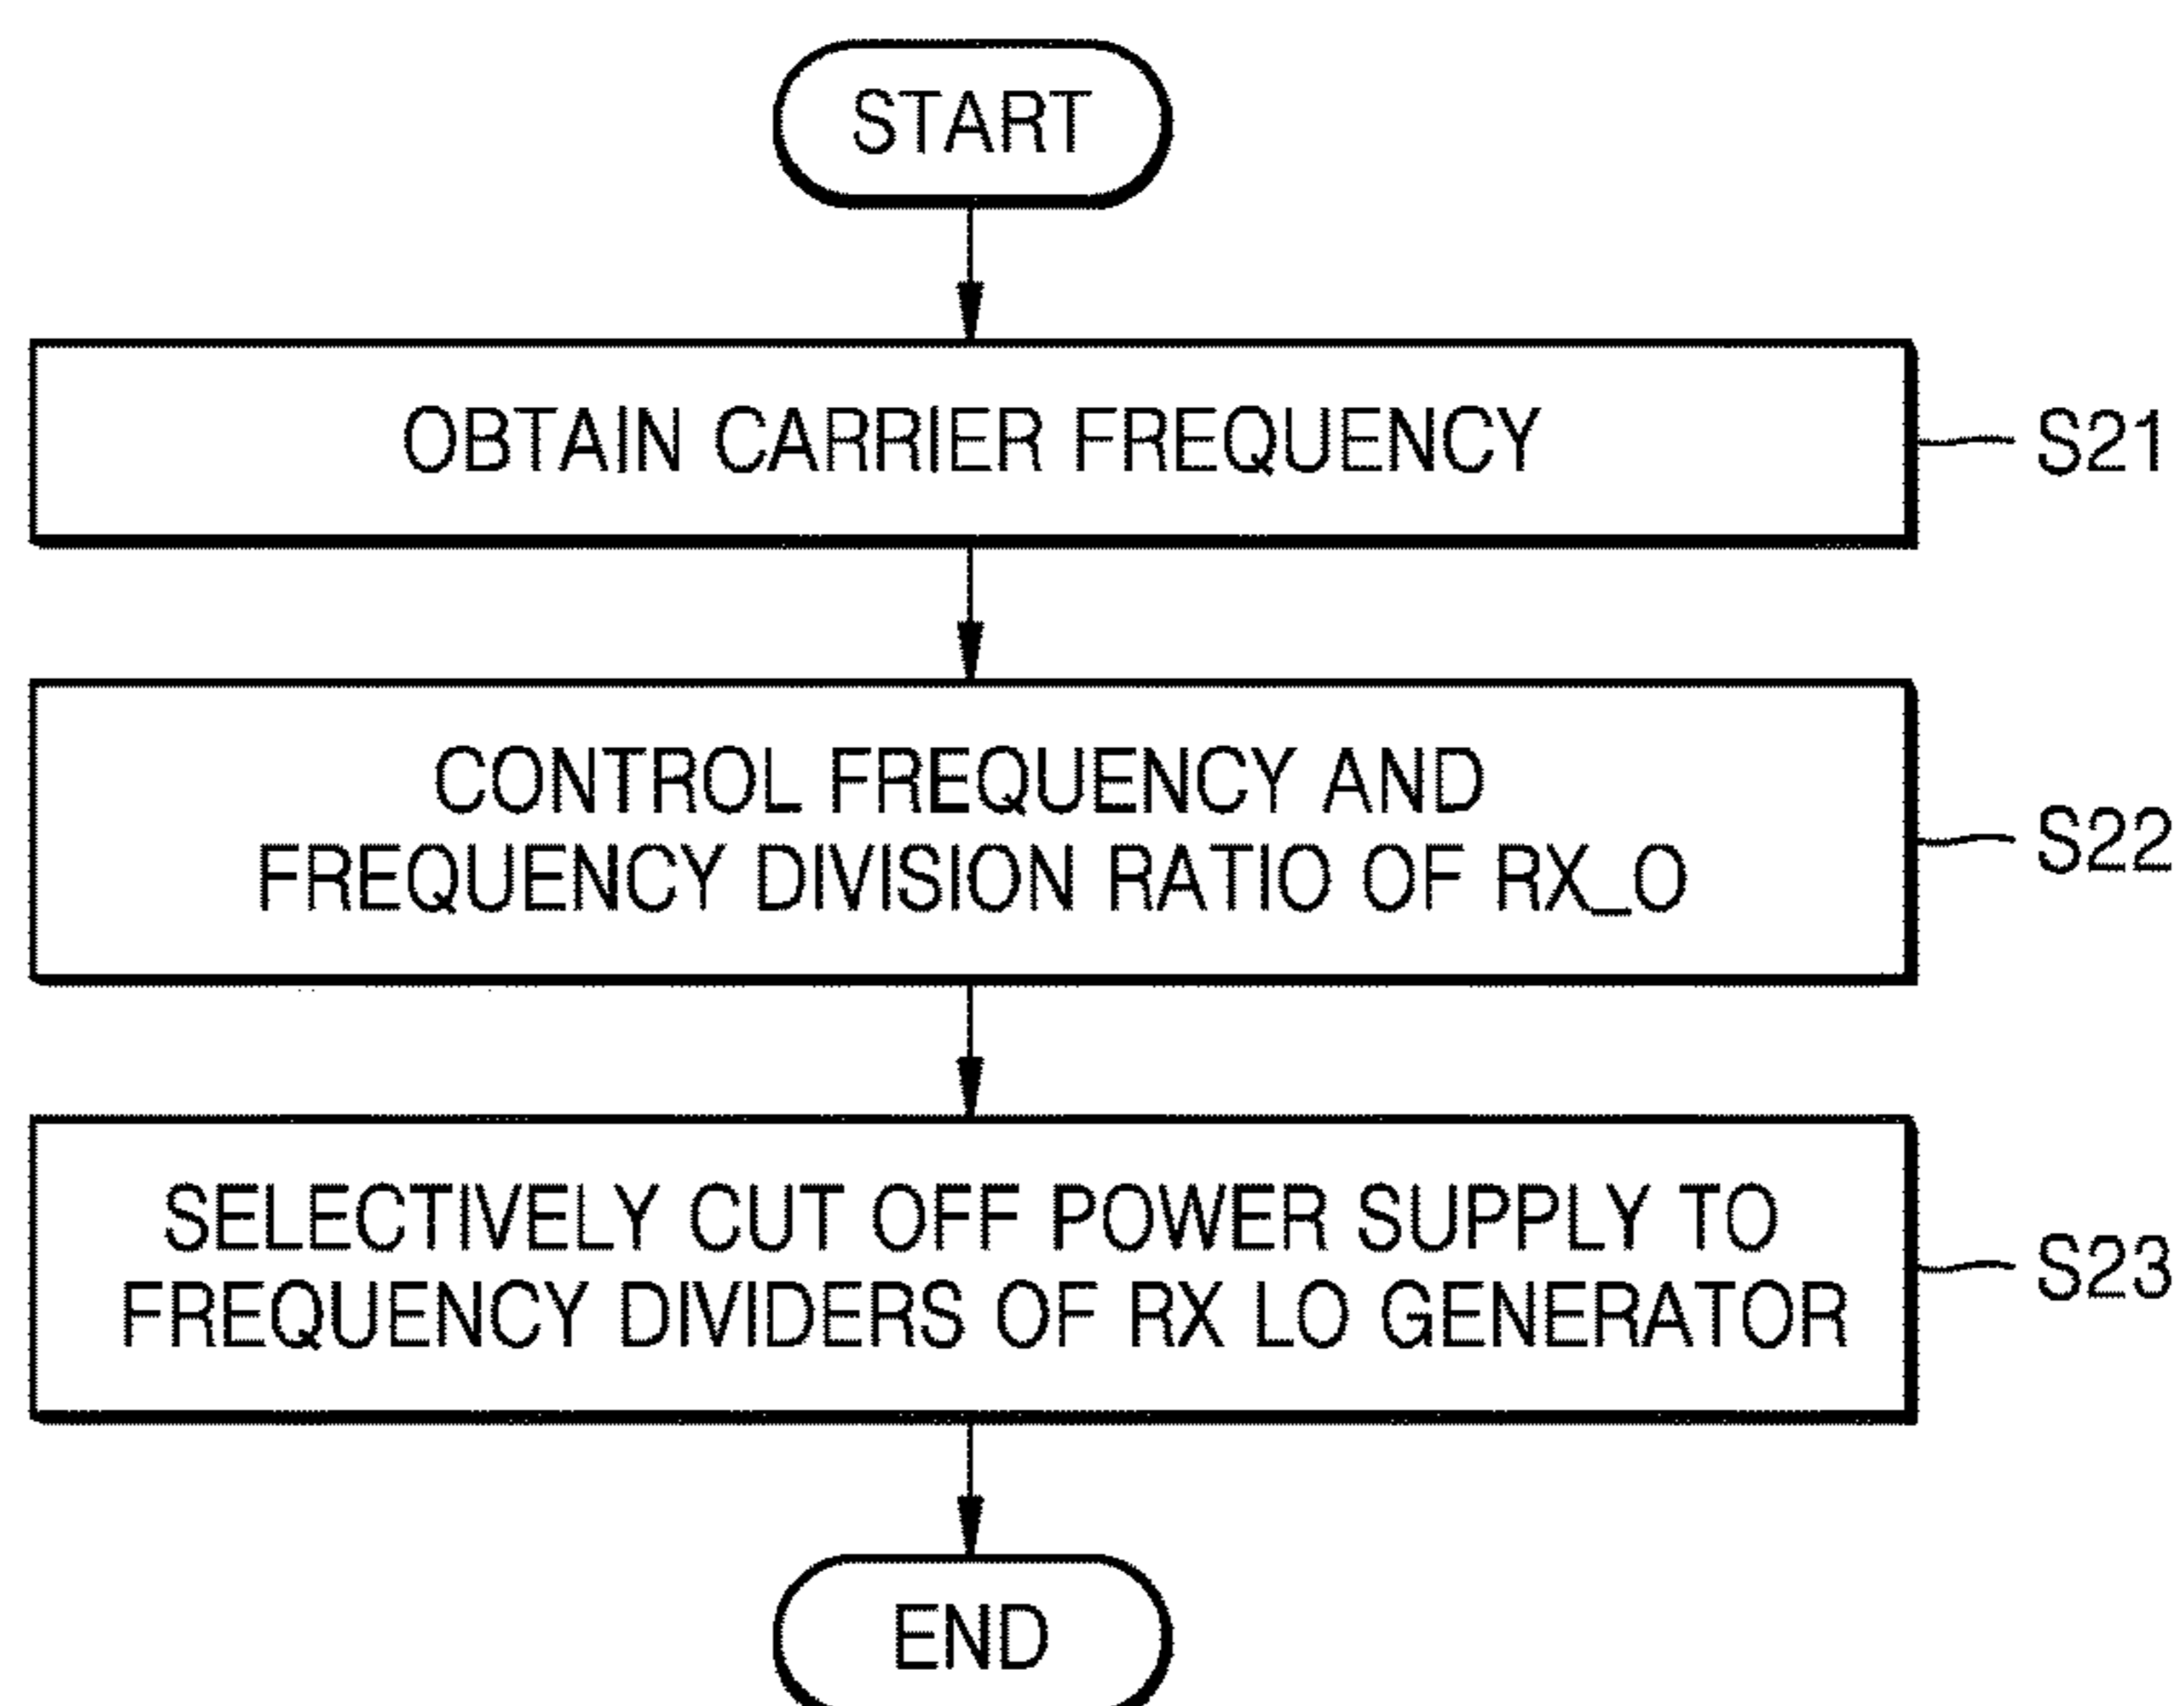 START
OBTAIN CARRIER FREQUENCY
S21
CONTROL FREQUENCY AND
FREQUENCY DIVISION RATIO OF RX_O
S22
SELECTIVELY CUT OFF POWER SUPPLY TO
FREQUENCY DIVIDERS OF RX LO GENERATOR
S23
END